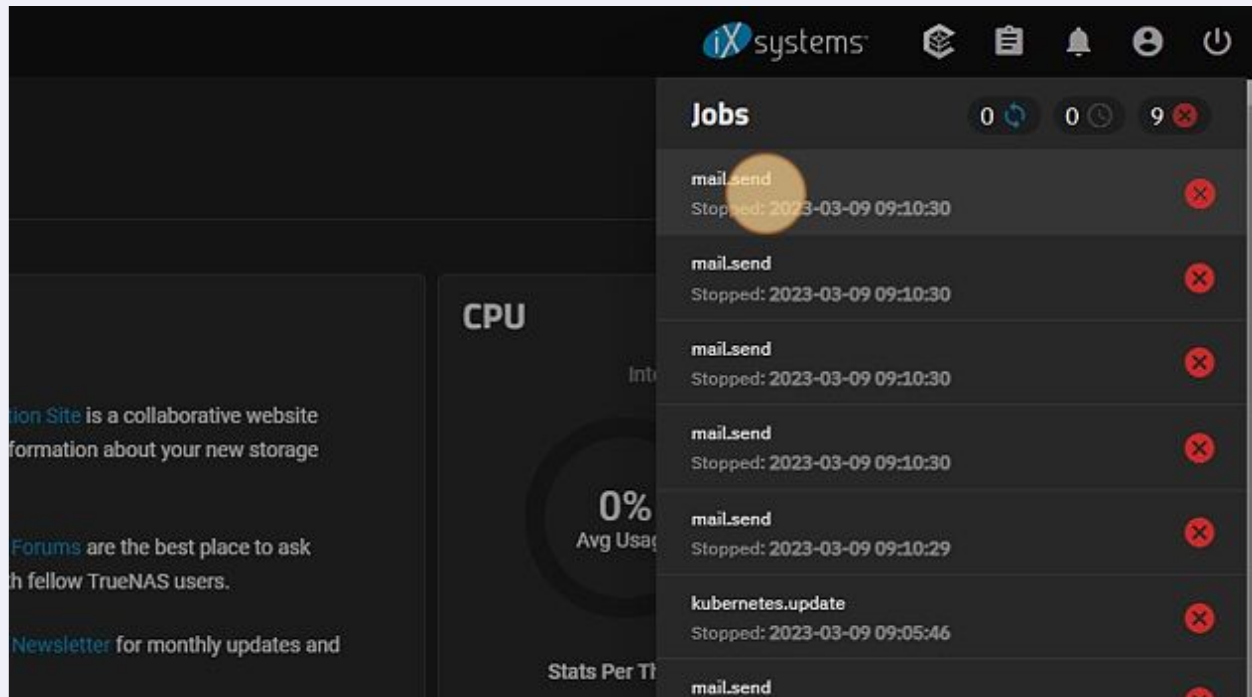 iX systems
Jobs
0
0
9
mail.send
Stopped: 2023-03-09 09:10:30
mail.send
Stopped: 2023-03-09 09:10:30
mail.send
Stopped: 2023-03-09 09:10:30
mail.send
Stopped: 2023-03-09 09:10:30
mail.send
Stopped: 2023-03-09 09:10:29
kubernetes.update
Stopped: 2023-03-09 09:05:46
mail.send
CPU
0%
Avg
Stats Per
Site is a collaborative website
about your new storage
Forums are the best place to ask
fellow TrueNAS users.
Newsletter for monthly updates and